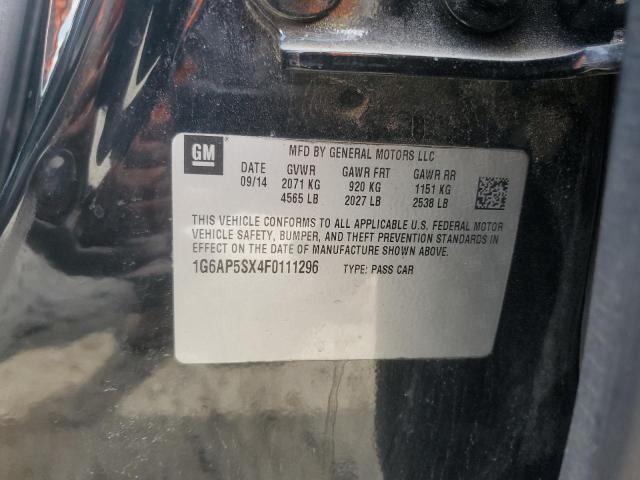 GM
MFD BY GENERAL MOTORS LLC
DATE GVWR GAWR FRT GAWR RR
09/14 2071 KG 920 KG 1151 KG
4565 LB 2027 LB 2538 LB
THIS VEHICLE CONFORMS TO ALL APPLICABLE U.S. FEDERAL MOTOR
VEHICLE SAFETY, BUMPER, AND THEFT PREVENTION STANDARDS IN
EFFECT ON THE DATE OF MANUFACTURE SHOWN ABOVE.
1G6AP5SX4F0111296 TYPE: PASS CAR